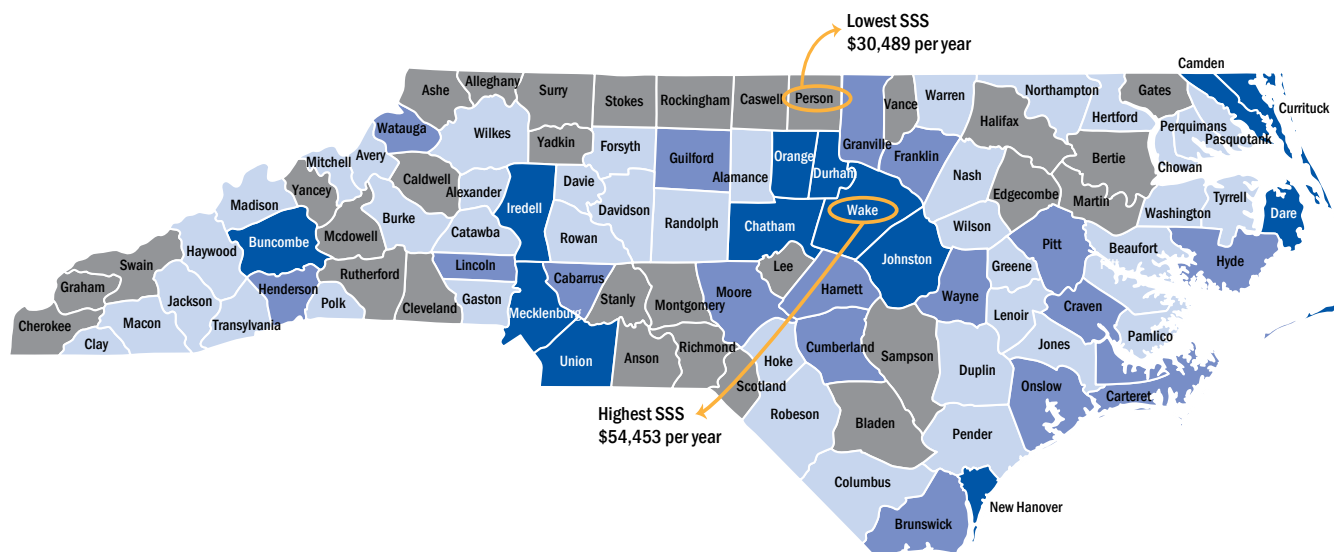 Lowest SSS
$30,489 per year
Camden
Alleghany
Ashe
Surry
Stokes
Rockingham
Caswell
Person
Vance
Warren
Northampton
Gates
Currituck
Hertford
Perquimans
Pasquotank
Halifax
Watauga
Wilkes
Yadkin
Forsyth
Guilford
Orange
Durhan
Granville
Franklin
Bertie
Chowan
Mitchell
Avery
Alamance
Nash
Edgecombe
Martin
Yancey
Caldwell
Alexander
Davie
Iredell
Davidson
Randolph
Chatham
Wake
Wilson
Washington
Tyrrell
Dare
Madison
Burke
Catawba
Rowan
Buncombe
Mcdowell
Haywood
Pitt
Beaufort
Hyde
Swain
Rutherford
Lincoln
Cabarrus
Stanly
Montgomery
Moore
Lee
Harnett
Johnston
Wayne
Greene
Graham
Jackson
Henderson
Polk
Cleveland
Gaston
Mecklenburg
Lenoir
Craven
Cherokee
Macon
Transylvania
Clay
Union
Anson
Richmond
Hoke
Cumberland
Sampson
Duplin
Jones
Pamlico
Scotland
Onslow
Carteret
Highest SSS
$54,453 per year
Robeson
Bladen
Pender
Columbus
New Hanover
Brunswick